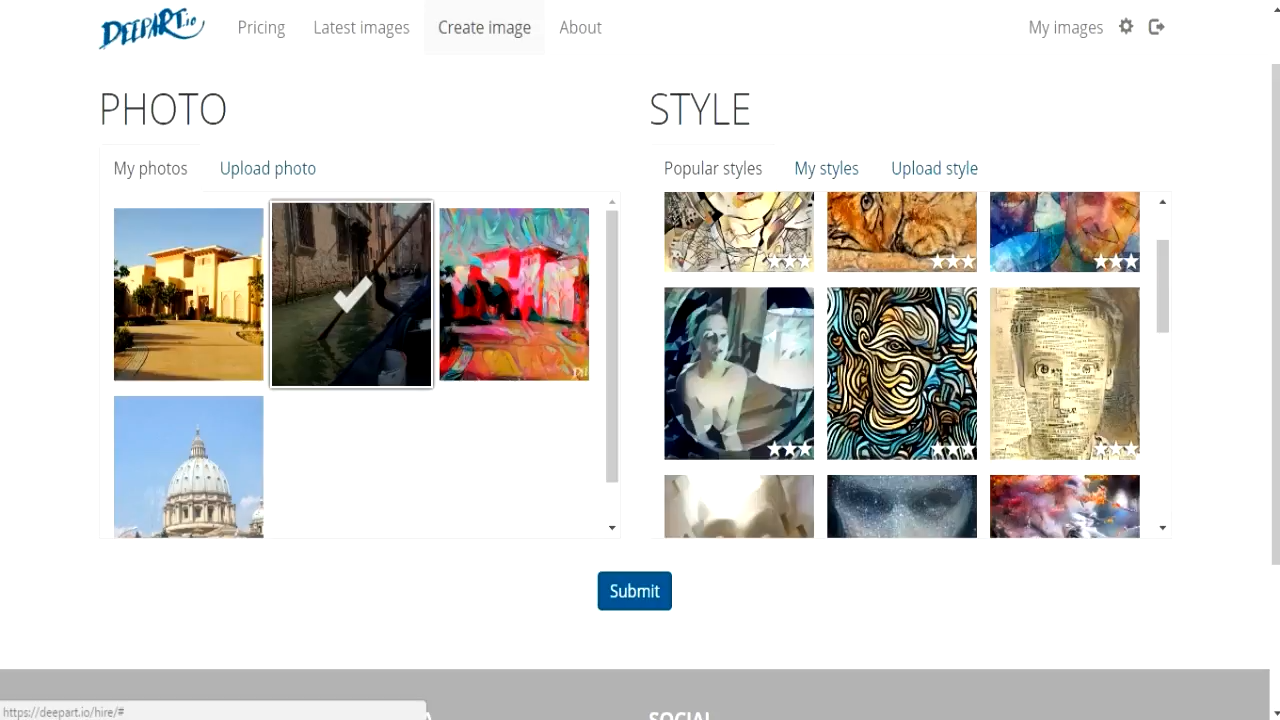 DEEPART.io
Pricing
Latest images
Create image
About
My images
PHOTO
STYLE
My photos
Upload photo
Popular styles
My styles
Upload style
Submit
https://deepart.io/hire/#
SOCIAL